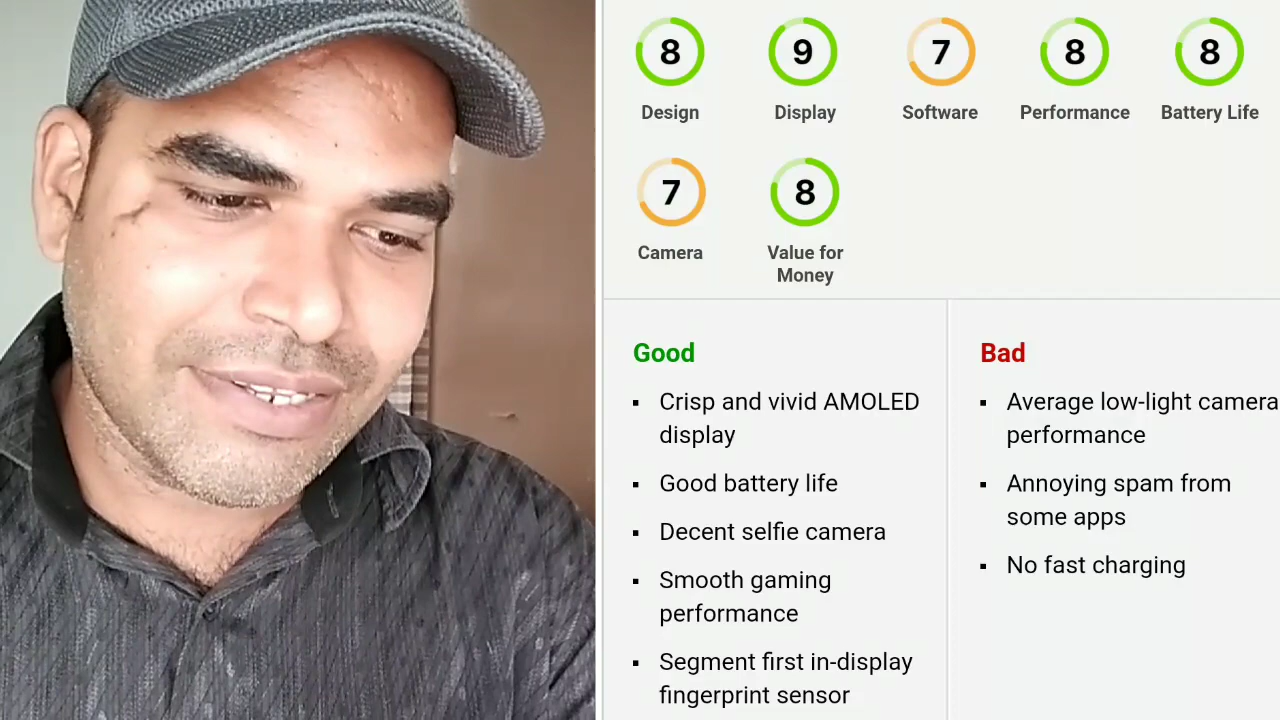 8 9 7 8 8
Design Display Software Performance Battery Life
7 8
Camera Value for
Money
Good
▪ Crisp and vivid AMOLED
display
▪ Good battery life
▪ Decent selfie camera
▪ Smooth gaming
performance
▪ Segment first in-display
fingerprint sensor
Bad
▪ Average low-light camera
performance
▪ Annoying spam from
some apps
▪ No fast charging